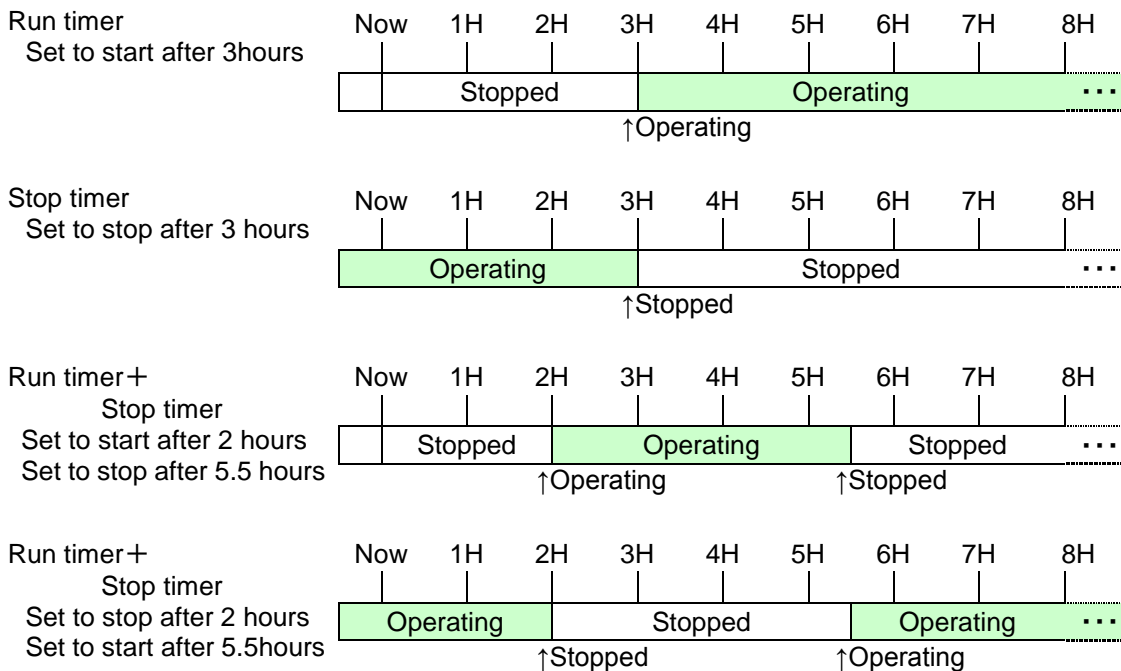 Run timer
Set to start after 3hours
Now 1H 2H 3H 4H 5H 6H 7H 8H
Stopped Operating ···
↑Operating
Stop timer
Set to stop after 3 hours
Now 1H 2H 3H 4H 5H 6H 7H 8H
Operating Stopped ···
↑Stopped
Run timer＋
Stop timer
Set to start after 2 hours
Set to stop after 5.5 hours
Now 1H 2H 3H 4H 5H 6H 7H 8H
Stopped Operating Stopped ···
↑Operating ↑Stopped
Run timer＋
Stop timer
Set to stop after 2 hours
Set to start after 5.5hours
Now 1H 2H 3H 4H 5H 6H 7H 8H
Operating Stopped Operating ···
↑Stopped ↑Operating